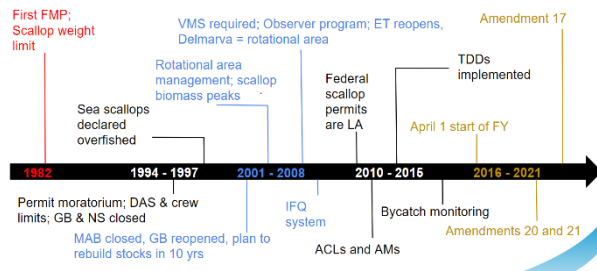 First FMP;
Scallop weight
limit
VMS required; Observer program; ET reopens,
Delmarva = rotational area
Amendment 17
Rotational area
management; scallop
biomass peaks
TDDs
implemented
Sea scallops
declared
overfished
Federal
scallop
permits
are LA
April 1 start of FY
1982
1994 - 1997
2001 - 2008
2010 - 2015
2016 - 2021
Permit moratorium; DAS & crew
limits; GB & NS closed
IFQ
system
Bycatch monitoring
MAB closed, GB reopened, plan to
rebuild stocks in 10 yrs
ACLs and AMs
Amendments 20 and 21